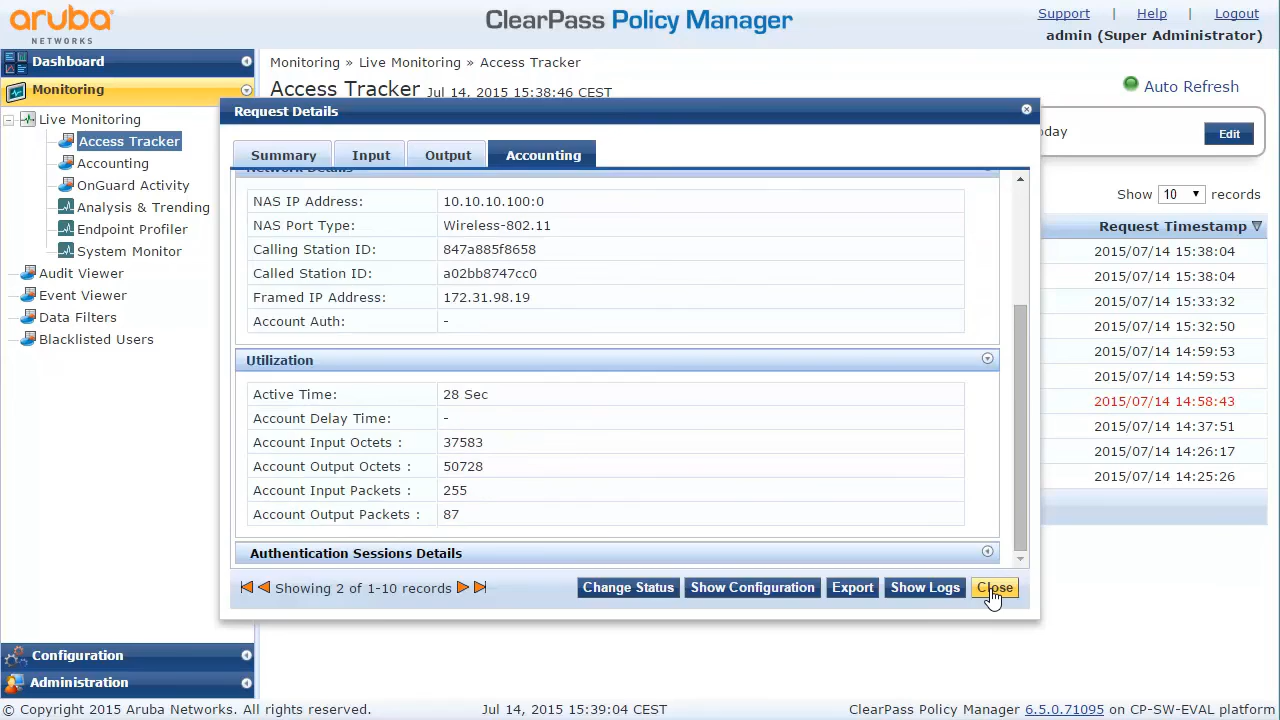 aruba
NETWORKS
ClearPass Policy Manager
Support | Help | Logout
admin (Super Administrator)
Dashboard
Monitoring
Live Monitoring
Access Tracker
Accounting
OnGuard Activity
Analysis & Trending
Endpoint Profiler
System Monitor
Audit Viewer
Event Viewer
Data Filters
Blacklisted Users
Configuration
Administration
Monitoring » Live Monitoring » Access Tracker
Access Tracker Jul 14, 2015 15:38:46 CEST
Auto Refresh
oday
Edit
Show 10 records
Request Timestamp
2015/07/14 15:38:04
2015/07/14 15:38:04
2015/07/14 15:33:32
2015/07/14 15:32:50
2015/07/14 14:59:53
2015/07/14 14:59:53
2015/07/14 14:58:43
2015/07/14 14:37:51
2015/07/14 14:26:17
2015/07/14 14:25:26
Request Details
Summary Input Output Accounting
Network Details
NAS IP Address: 10.10.10.100:0
NAS Port Type: Wireless-802.11
Calling Station ID: 847a885f8658
Called Station ID: a02bb8747cc0
Framed IP Address: 172.31.98.19
Account Auth: -
Utilization
Active Time: 28 Sec
Account Delay Time: -
Account Input Octets : 37583
Account Output Octets : 50728
Account Input Packets : 255
Account Output Packets : 87
Authentication Sessions Details
Showing 2 of 1-10 records
Change Status Show Configuration Export Show Logs Close
© Copyright 2015 Aruba Networks. All rights reserved. Jul 14, 2015 15:39:04 CEST ClearPass Policy Manager 6.5.0.71095 on CP-SW-EVAL platform